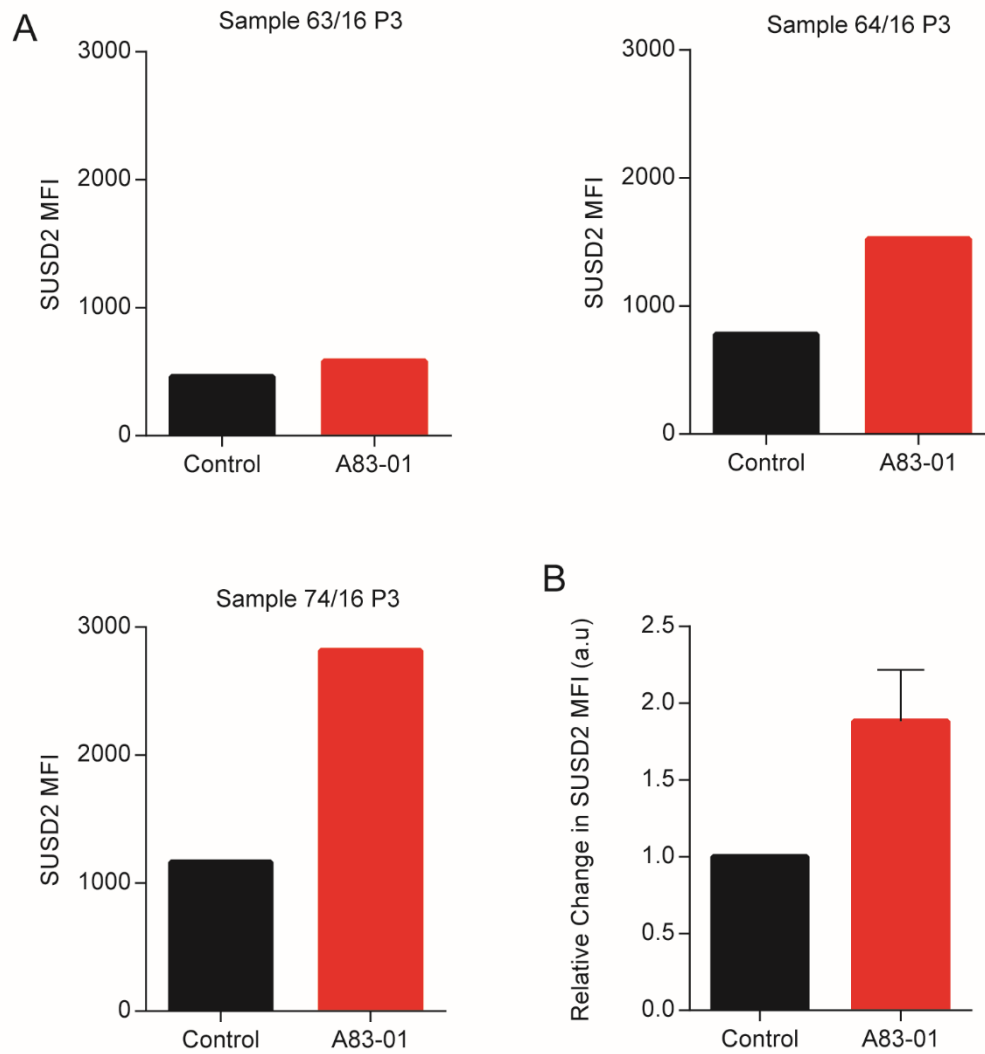 A
Sample 63/16 P3
3000
2000
1000
0
SUSD2 MFI
Control A83-01
Sample 64/16 P3
3000
2000
1000
0
SUSD2 MFI
Control A83-01
Sample 74/16 P3
3000
2000
1000
0
SUSD2 MFI
Control A83-01
B
2.5
2.0
1.5
1.0
0.5
0.0
Relative Change in SUSD2 MFI (a.u)
Control A83-01